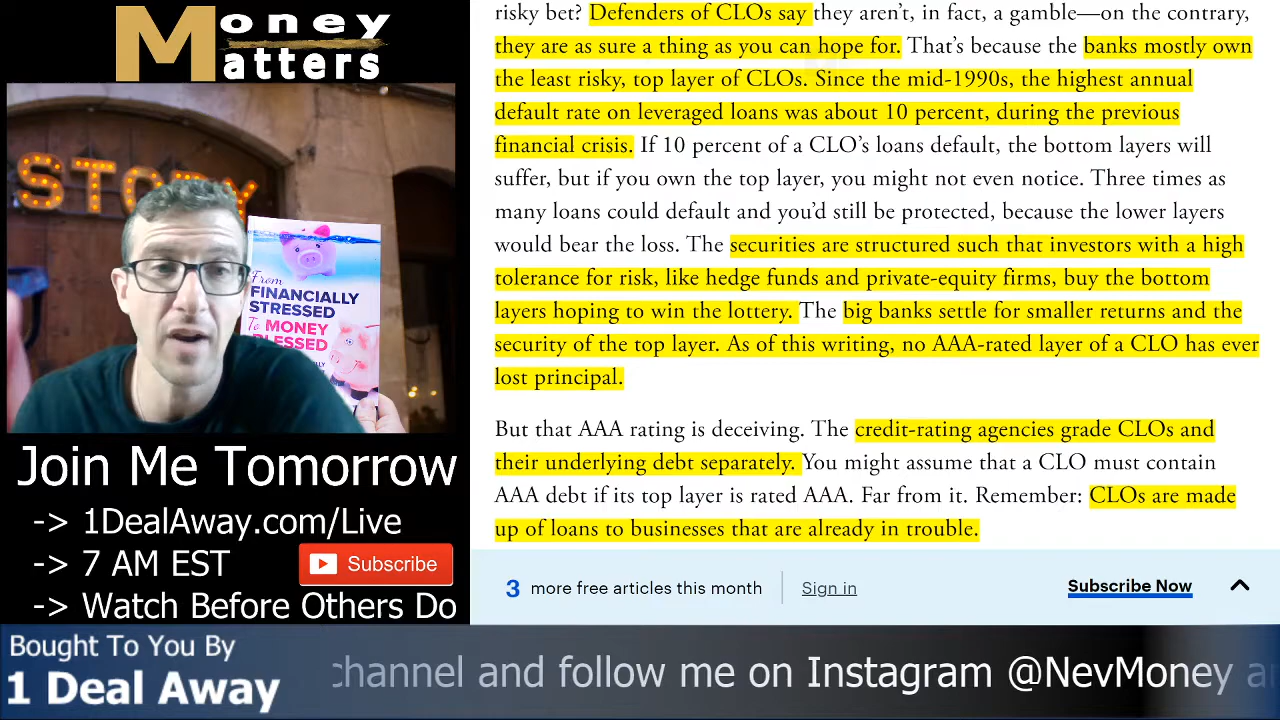 Money
Matters
STORY
From
FINANCIALLY
STRESSED
To MONEY
BLESSED
Join Me Tomorrow
-> 1DealAway.com/Live
-> 7 AM EST
Subscribe
-> Watch Before Others Do
risky bet? Defenders of CLOs say they aren’t, in fact, a gamble—on the contrary,
they are as sure a thing as you can hope for. That’s because the banks mostly own
the least risky, top layer of CLOs. Since the mid-1990s, the highest annual
default rate on leveraged loans was about 10 percent, during the previous
financial crisis. If 10 percent of a CLO’s loans default, the bottom layers will
suffer, but if you own the top layer, you might not even notice. Three times as
many loans could default and you’d still be protected, because the lower layers
would bear the loss. The securities are structured such that investors with a high
tolerance for risk, like hedge funds and private-equity firms, buy the bottom
layers hoping to win the lottery. The big banks settle for smaller returns and the
security of the top layer. As of this writing, no AAA-rated layer of a CLO has ever
lost principal.
But that AAA rating is deceiving. The credit-rating agencies grade CLOs and
their underlying debt separately. You might assume that a CLO must contain
AAA debt if its top layer is rated AAA. Far from it. Remember: CLOs are made
up of loans to businesses that are already in trouble.
3 more free articles this month
Sign in
Subscribe Now
Bought To You By
1 Deal Away
channel and follow me on Instagram @NevMoney